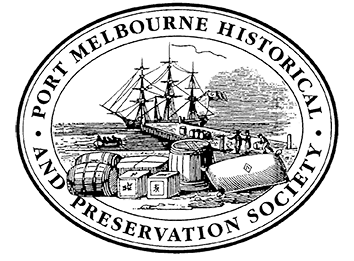 PORT MELBOURNE HISTORICAL
AND PRESERVATION SOCIETY